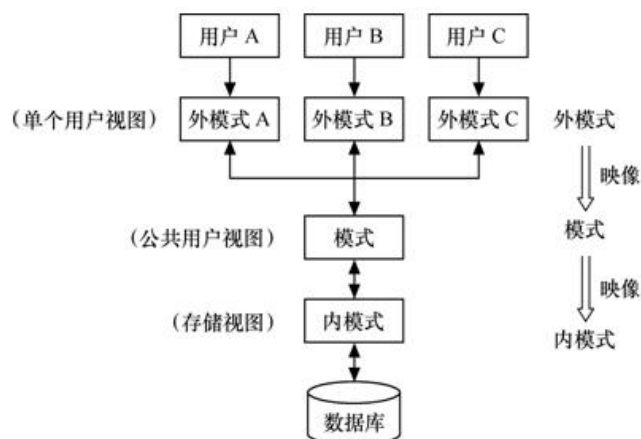 用户 A
用户 B
用户 C
(单个用户视图)
外模式 A
外模式 B
外模式 C
外模式
映像
(公共用户视图)
模式
模式
映像
(存储视图)
内模式
内模式
数据库